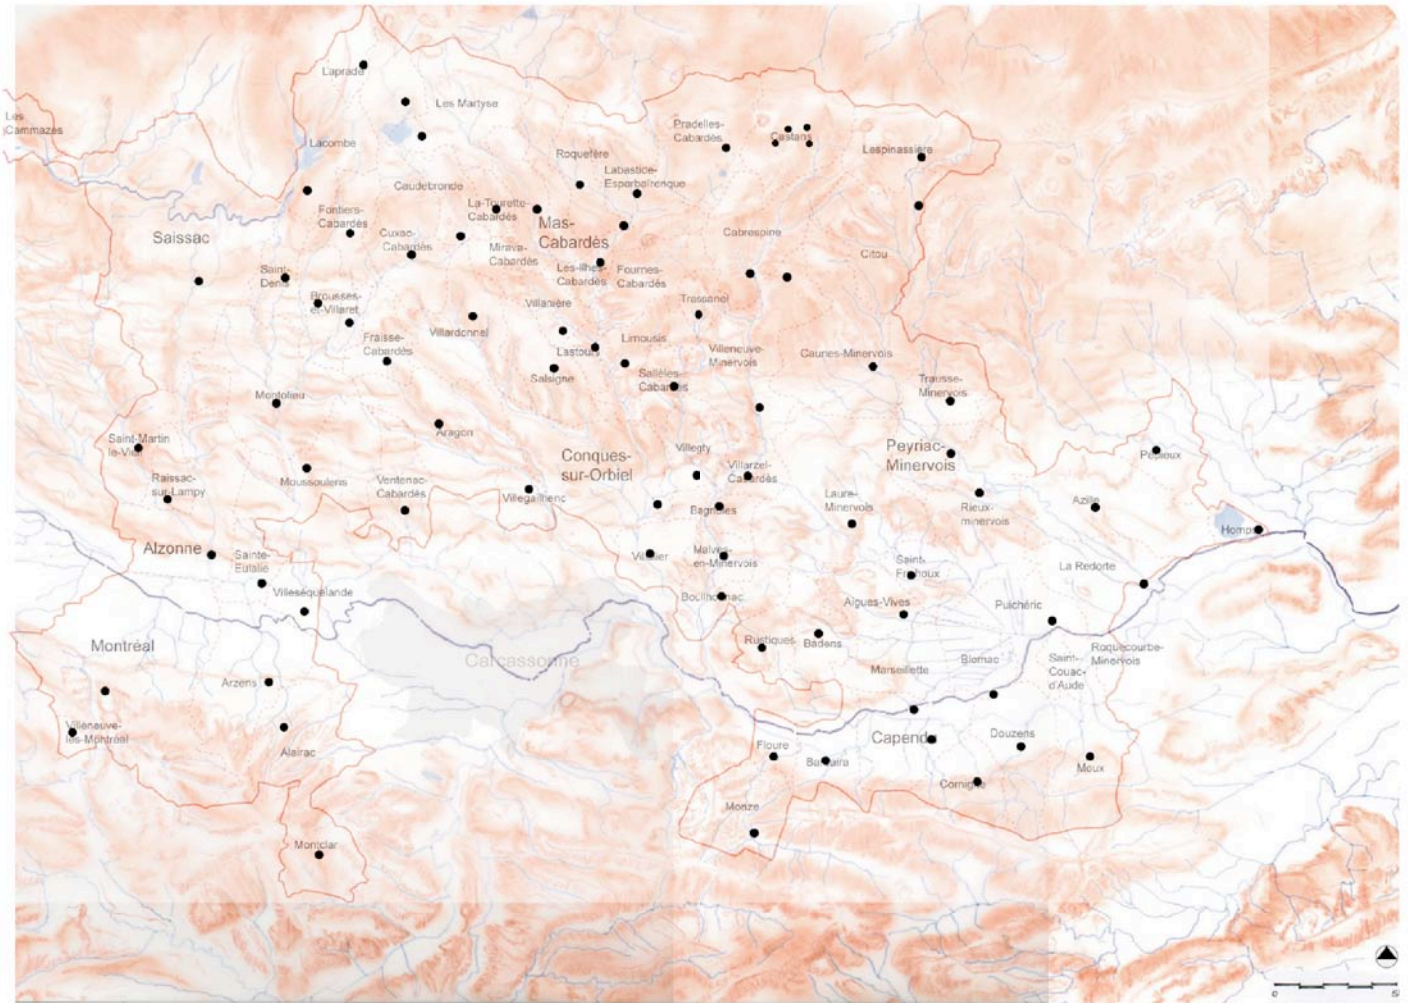 Laprade
Les Martyse
Les
Cammazes
Lacombe
Pradelles-
Cabardès
Castans
Lespinassière
Roquefère
Labastice-
Esparbaïrenque
Caudebronde
La-Tourette-
Cabardès
Fontiers-
Cabardès
Saissac
Cuxac-
Cabardès
Mas-
Cabardès
Mirava-
Cabardès
Cabrespine
Citou
Saint-
Denis
Les-Ilhes-
Cabardès
Fournes-
Cabardès
Brousses-
et-Villaret
Villanière
Trassanel
Villardonnel
Fraisse-
Cabardès
Limousis
Lastours
Villeneuve-
Minervois
Caunes-Minervois
Salsigne
Sallèles-
Cabardès
Trausse-
Minervois
Montolieu
Aragon
Saint-Martin
le-Vieil
Raissac-
sur-Lampy
Moussoulens
Ventenac-
Cabardès
Conques-
sur-Orbiel
Villegly
Villarzel-
Cabardès
Peyriac-
Minervois
Pépieux
Villegailhenc
Bagnoles
Laure-
Minervois
Rieux-
minervois
Azille
Homps
Alzonne
Sainte-
Eulalie
Villesèquelande
Villalier
Malves-
en-Minervois
Saint-
Frichoux
La Redorte
Bouilhonnac
Aigues-Vives
Puichéric
Montréal
Carcassonne
Rustiques
Badens
Marseillette
Blomac
Saint-
Couac-
d'Aude
Roquecourbe-
Minervois
Arzens
Villeneuve-
lès-Montréal
Alairac
Floure
Barbaira
Capendu
Douzens
Moux
Cornigne
Monze
Montclar
0